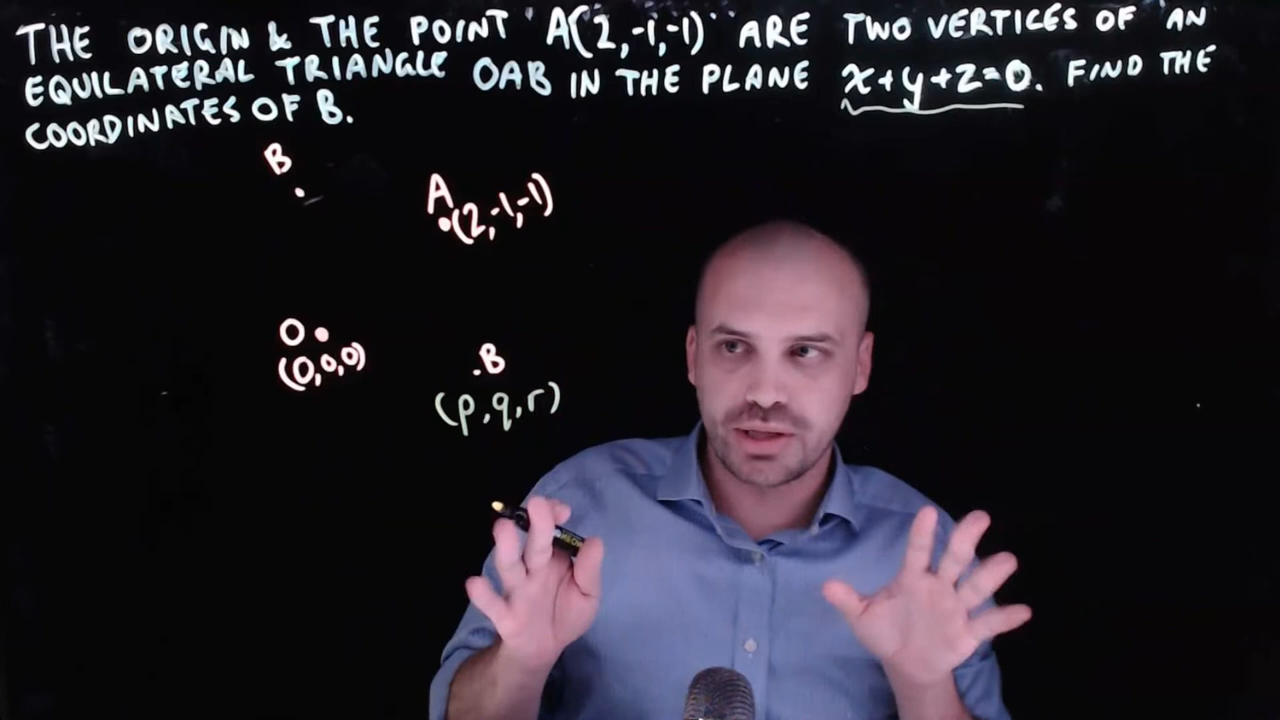 THE ORIGIN & THE POINT A(2,-1,-1) ARE TWO VERTICES OF AN
EQUILATERAL TRIANGLE OAB IN THE PLANE x+y+z=0. FIND THE
COORDINATES OF B.
B
A
(2,-1,-1)
O
(0,0,0)
B
(p,q,r)